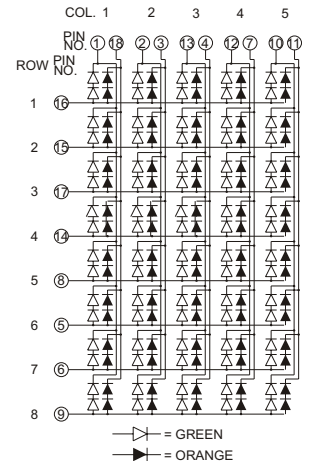 COL. 1 2 3 4 5
PIN NO. 1 18 2 3 13 4 12 7 10 11
ROW PIN NO.
1 16
2 15
3 17
4 14
5 8
6 5
7 6
8 9
= GREEN
= ORANGE